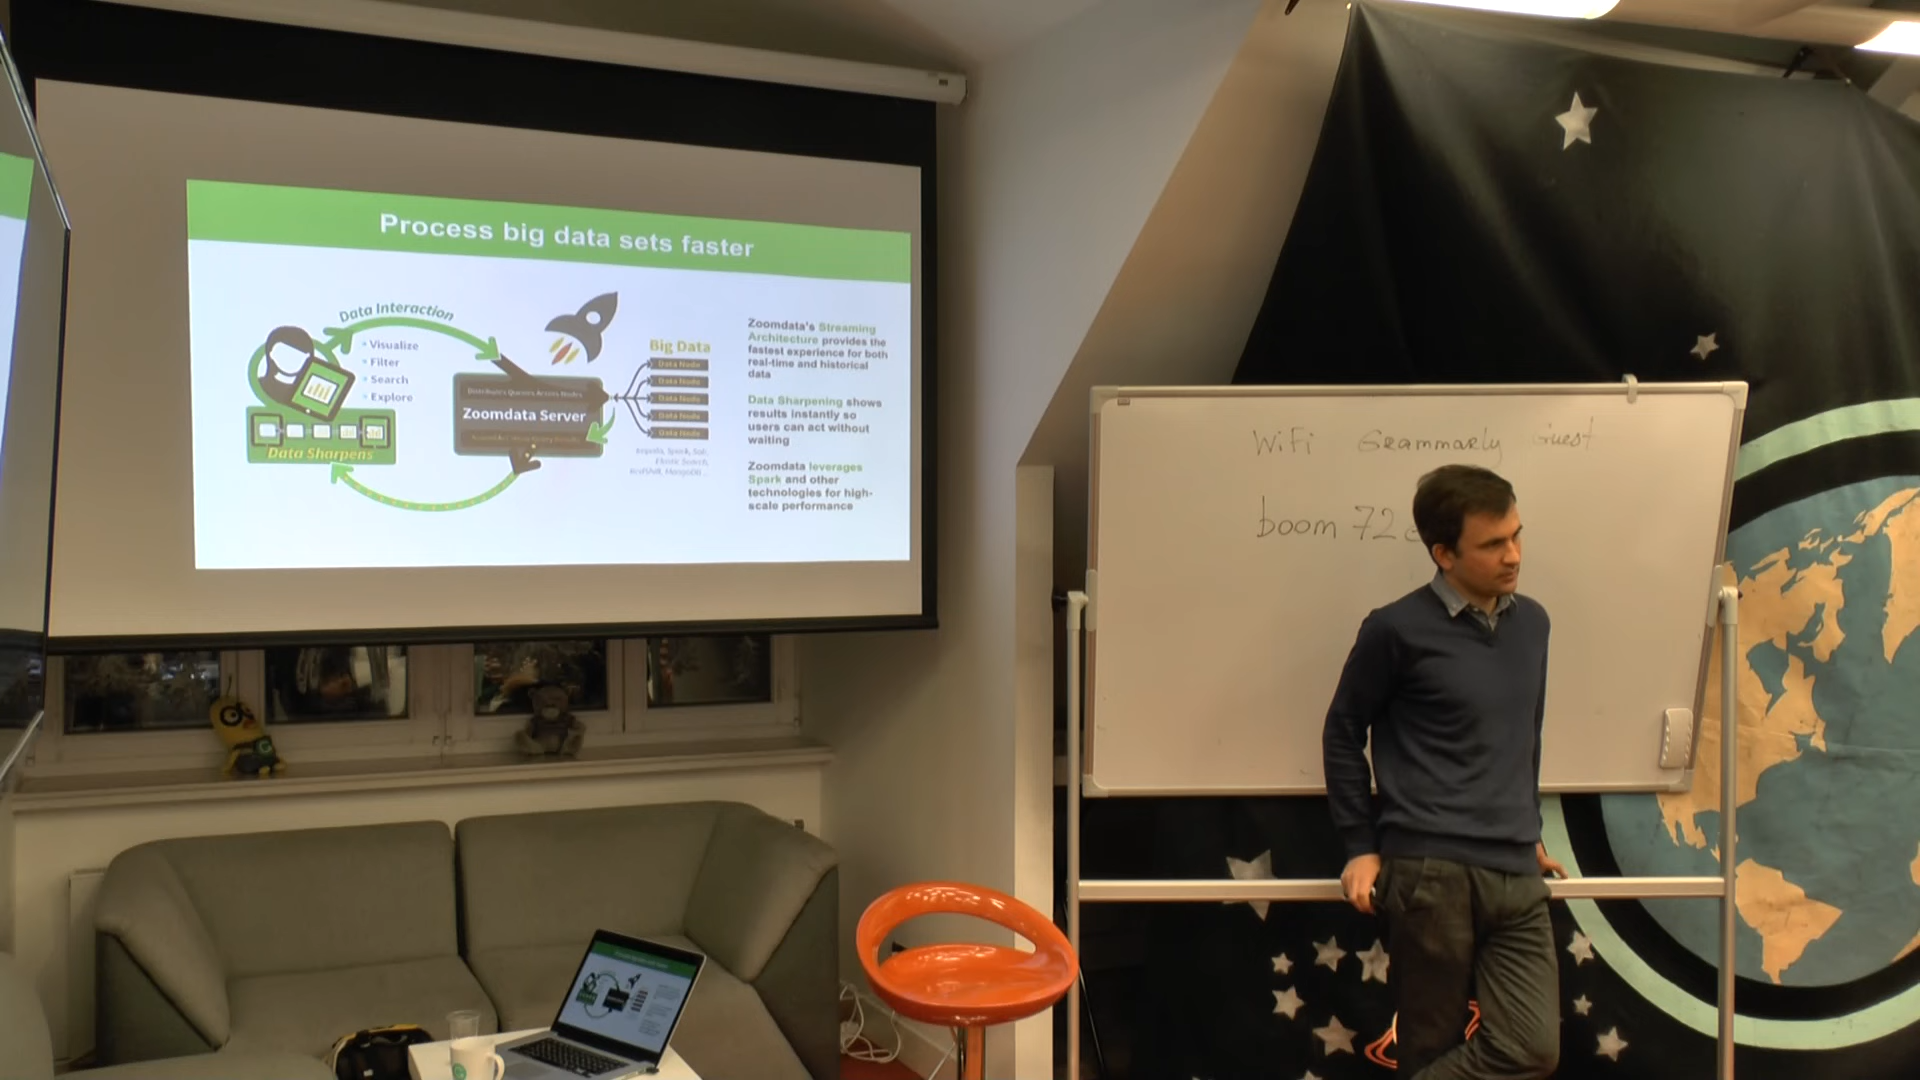 Process big data sets faster
Data Interaction
Visualize
Filter
Search
Explore
Data Sharpens
Zoomdata Server
Big Data
Data Node
Data Node
Data Node
Data Node
Data Node
Zoomdata's Streaming
Architecture provides the
fastest experience for both
real-time and historical
data
Data Sharpening shows
results instantly so
users can act without
waiting
Zoomdata leverages
Spark and other
technologies for high-
scale performance
WiFi Grammarly Guest
boom 72